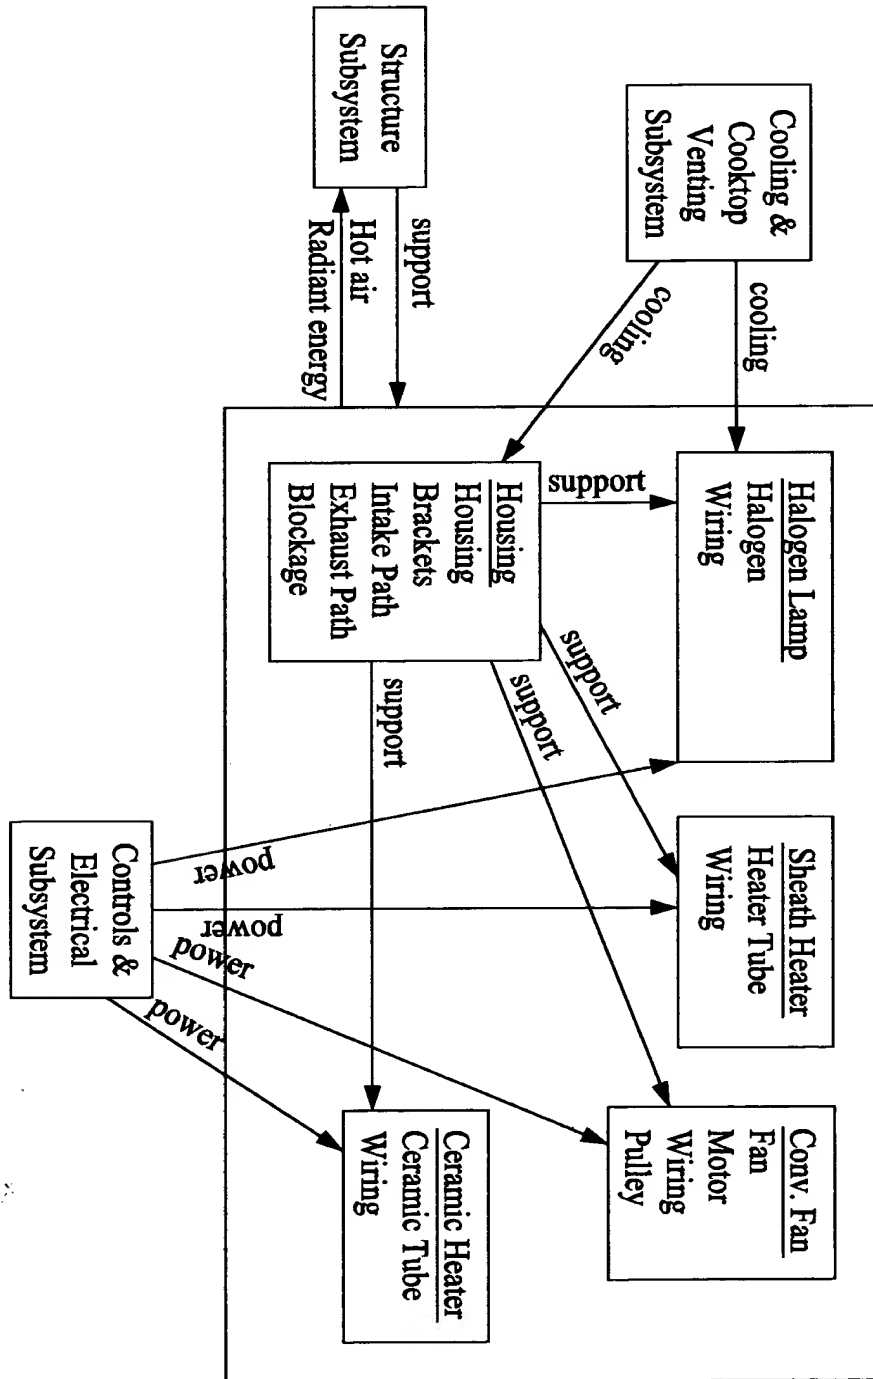 Cooling &
Cooktop
Venting
Subsystem
cooling
cooling
Structure
Subsystem
support
Hot air
Radiant energy
Halogen Lamp
Halogen
Wiring
support
Housing
Housing
Brackets
Intake Path
Exhaust Path
Blockage
support
support
support
Sheath Heater
Heater Tube
Wiring
Conv. Fan
Fan
Motor
Wiring
Pulley
Ceramic Heater
Ceramic Tube
Wiring
power
power
power
power
Controls &
Electrical
Subsystem